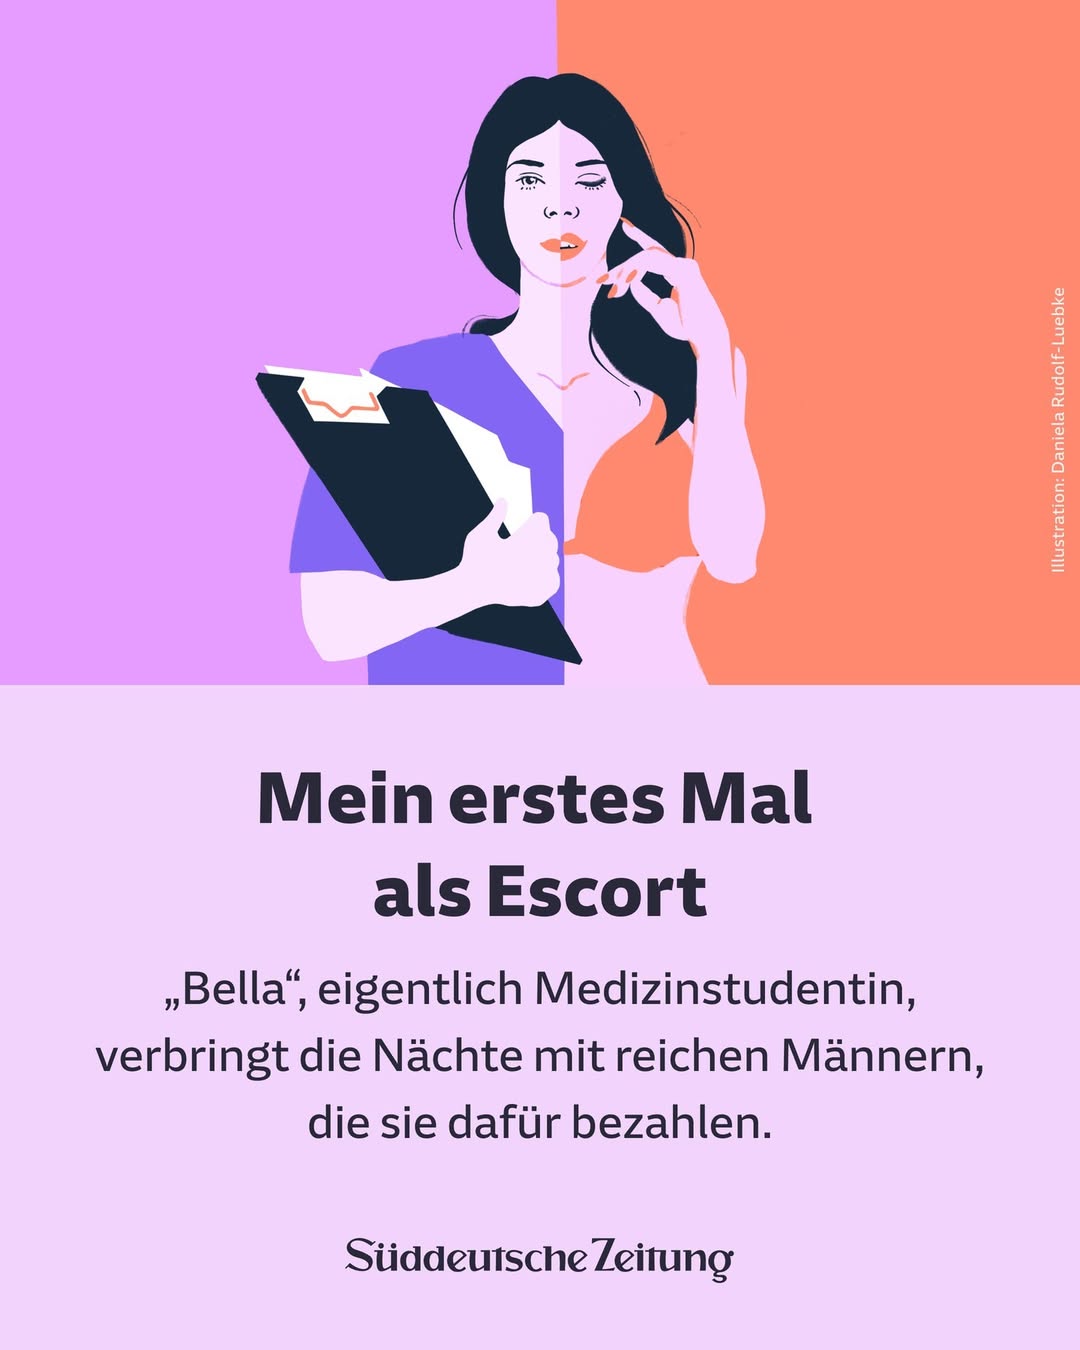 Illustration: Daniela Rudolf-Luebke
Mein erstes Mal
als Escort
„Bella“, eigentlich Medizinstudentin,
verbringt die Nächte mit reichen Männern,
die sie dafür bezahlen.
Süddeutsche Zeitung